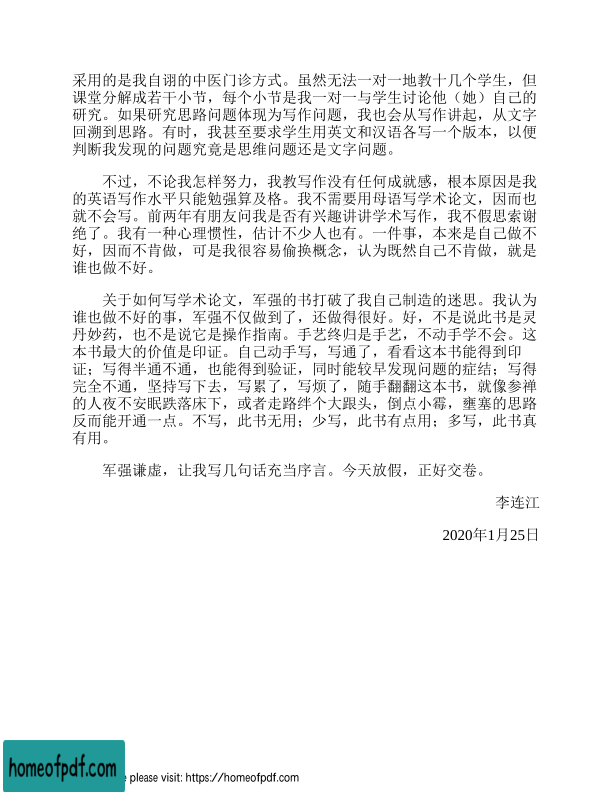 采用的是我自诩的中医门诊方式。虽然无法一对一地教十几个学生，但
课堂分解成若干小节，每个小节是我一对一与学生讨论他（她）自己的
研究。如果研究思路问题体现为写作问题，我也会从写作讲起，从文字
回溯到思路。有时，我甚至要求学生用英文和汉语各写一个版本，以便
判断我发现的问题究竟是思维问题还是文字问题。
不过，不论我怎样努力，我教写作没有任何成就感，根本原因是我
的英语写作水平只能勉强算及格。我不需要用母语写学术论文，因而也
就不会写。前两年有朋友问我是否有兴趣讲讲学术写作，我不假思索谢
绝了。我有一种心理惯性，估计不少人也有。一件事，本来是自己做不
好，因而不肯做，可是我很容易偷换概念，认为既然自己不肯做，就是
谁也做不好。
关于如何写学术论文，军强的书打破了我自己制造的迷思。我认为
谁也做不好的事，军强不仅做到了，还做得很好。好，不是说此书是灵
丹妙药，也不是说它是操作指南。手艺终归是手艺，不动手学不会。这
本书最大的价值是印证。自己动手写，写通了，看看这本书能得到印
证；写得半通不通，也能得到验证，同时能较早发现问题的症结；写得
完全不通，坚持写下去，写累了，写烦了，随手翻翻这本书，就像参禅
的人夜不安眠跌落床下，或者走路绊个大跟头，倒点小霉，壅塞的思路
反而能开通一点。不写，此书无用；少写，此书有点用；多写，此书真
有用。
军强谦虚，让我写几句话充当序言。今天放假，正好交卷。
李连江
2020年1月25日
homeofpdf.com
e please visit: https://homeofpdf.com